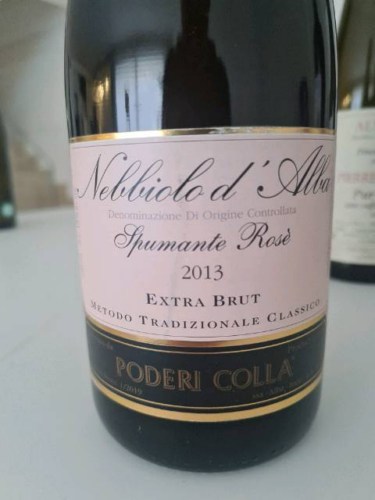 Nebbiolo d'Alba
Denominazione Di Origine Controllata
Spumante Rosè
2013
EXTRA BRUT
METODO TRADIZIONALE CLASSICO
PODERI COLLA